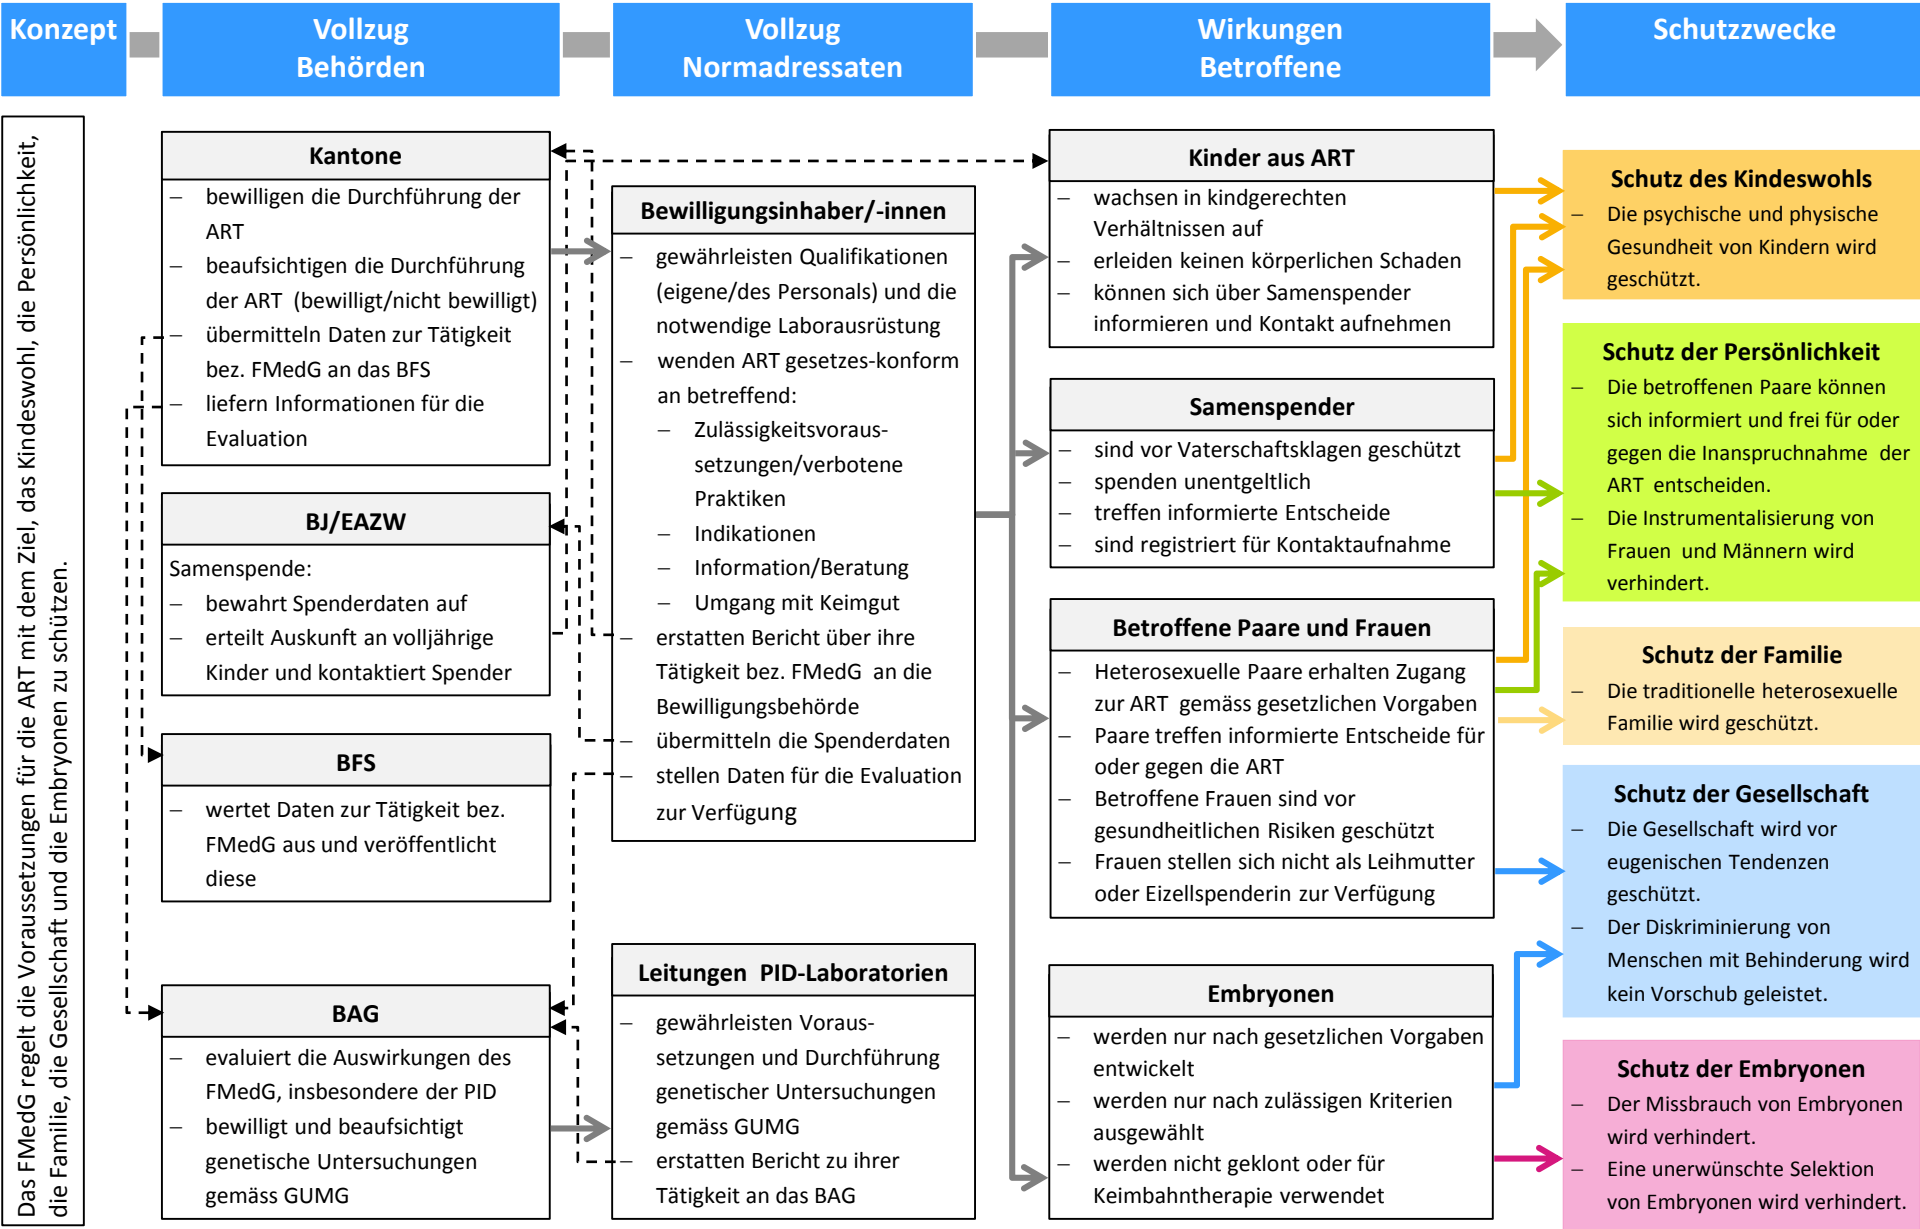 Konzept
Vollzug
Behörden
Vollzug
Normadressaten
Wirkungen
Betroffene
Schutzzwecke
Das FMedG regelt die Voraussetzungen für die ART mit dem Ziel, das Kindeswohl, die Persönlichkeit,
die Familie, die Gesellschaft und die Embryonen zu schützen.
Kantone
– bewilligen die Durchführung der
ART
– beaufsichtigen die Durchführung
der ART (bewilligt/nicht bewilligt)
– übermitteln Daten zur Tätigkeit
bez. FMedG an das BFS
– liefern Informationen für die
Evaluation
BJ/EAZW
Samenspende:
– bewahrt Spenderdaten auf
– erteilt Auskunft an volljährige
Kinder und kontaktiert Spender
BFS
– wertet Daten zur Tätigkeit bez.
FMedG aus und veröffentlicht
diese
BAG
– evaluiert die Auswirkungen des
FMedG, insbesondere der PID
– bewilligt und beaufsichtigt
genetische Untersuchungen
gemäss GUMG
Bewilligungsinhaber/-innen
– gewährleisten Qualifikationen
(eigene/des Personals) und die
notwendige Laborausrüstung
– wenden ART gesetzes-konform
an betreffend:
– Zulässigkeitsvoraus-
setzungen/verbotene
Praktiken
– Indikationen
– Information/Beratung
– Umgang mit Keimgut
– erstatten Bericht über ihre
Tätigkeit bez. FMedG an die
Bewilligungsbehörde
– übermitteln die Spenderdaten
– stellen Daten für die Evaluation
zur Verfügung
Leitungen PID-Laboratorien
– gewährleisten Voraus-
setzungen und Durchführung
genetischer Untersuchungen
gemäss GUMG
– erstatten Bericht zu ihrer
Tätigkeit an das BAG
Kinder aus ART
– wachsen in kindgerechten
Verhältnissen auf
– erleiden keinen körperlichen Schaden
– können sich über Samenspender
informieren und Kontakt aufnehmen
Samenspender
– sind vor Vaterschaftsklagen geschützt
– spenden unentgeltlich
– treffen informierte Entscheide
– sind registriert für Kontaktaufnahme
Betroffene Paare und Frauen
– Heterosexuelle Paare erhalten Zugang
zur ART gemäss gesetzlichen Vorgaben
– Paare treffen informierte Entscheide für
oder gegen die ART
– Betroffene Frauen sind vor
gesundheitlichen Risiken geschützt
– Frauen stellen sich nicht als Leihmutter
oder Eizellspenderin zur Verfügung
Embryonen
– werden nur nach gesetzlichen Vorgaben
entwickelt
– werden nur nach zulässigen Kriterien
ausgewählt
– werden nicht geklont oder für
Keimbahntherapie verwendet
Schutz des Kindeswohls
– Die psychische und physische
Gesundheit von Kindern wird
geschützt.
Schutz der Persönlichkeit
– Die betroffenen Paare können
sich informiert und frei für oder
gegen die Inanspruchnahme der
ART entscheiden.
– Die Instrumentalisierung von
Frauen und Männern wird
verhindert.
Schutz der Familie
– Die traditionelle heterosexuelle
Familie wird geschützt.
Schutz der Gesellschaft
– Die Gesellschaft wird vor
eugenischen Tendenzen
geschützt.
– Der Diskriminierung von
Menschen mit Behinderung wird
kein Vorschub geleistet.
Schutz der Embryonen
– Der Missbrauch von Embryonen
wird verhindert.
– Eine unerwünschte Selektion
von Embryonen wird verhindert.